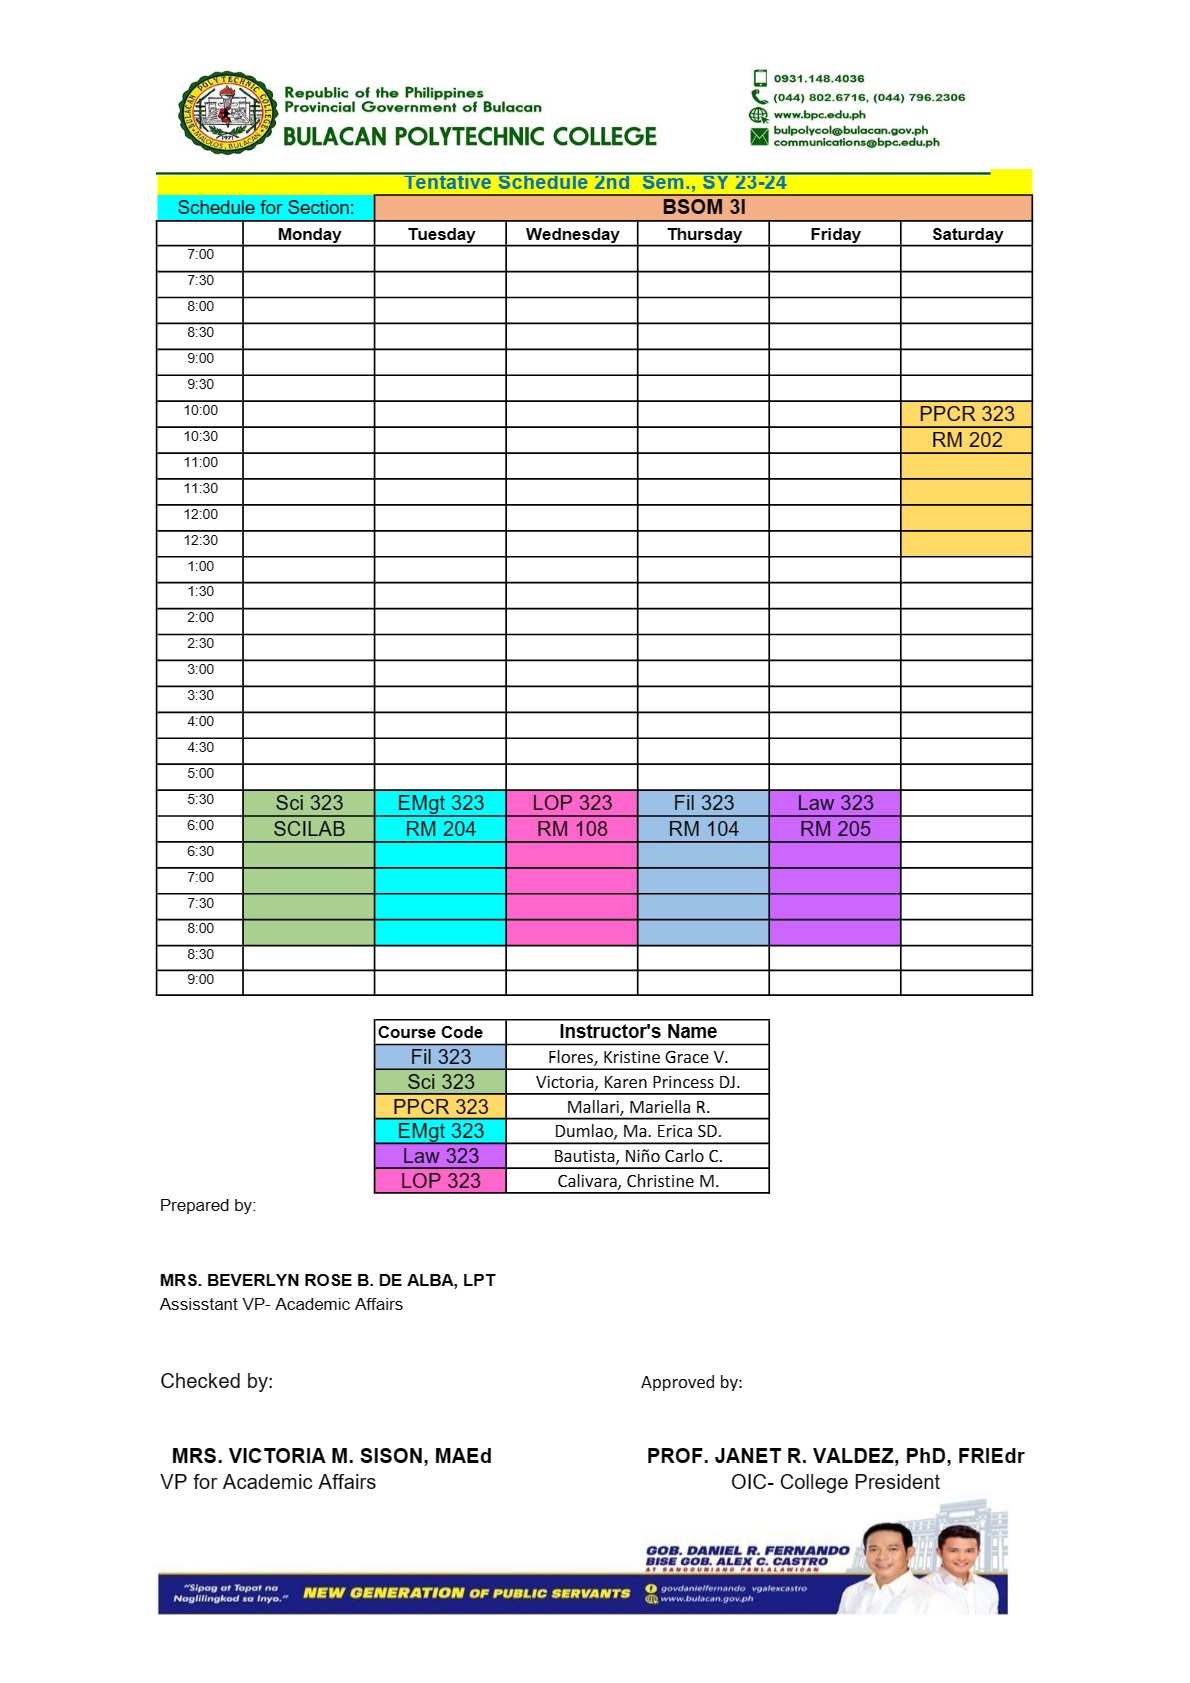 BULACAN POLYTECHNIC COLLEGE
MALOLOS, BULACAN
1971
Republic of the Philippines
Provincial Government of Bulacan
BULACAN POLYTECHNIC COLLEGE
0931.148.4036
(044) 802.6716, (044) 796.2306
www.bpc.edu.ph
bulpolycol@bulacan.gov.ph
communications@bpc.edu.ph
Tentative Schedule 2nd Sem., SY 23-24
Schedule for Section: BSOM 3I
Monday Tuesday Wednesday Thursday Friday Saturday
7:00
7:30
8:00
8:30
9:00
9:30
10:00 PPCR 323
10:30 RM 202
11:00
11:30
12:00
12:30
1:00
1:30
2:00
2:30
3:00
3:30
4:00
4:30
5:00
5:30 Sci 323 EMgt 323 LOP 323 Fil 323 Law 323
6:00 SCILAB RM 204 RM 108 RM 104 RM 205
6:30
7:00
7:30
8:00
8:30
9:00
Course Code Instructor's Name
Fil 323 Flores, Kristine Grace V.
Sci 323 Victoria, Karen Princess DJ.
PPCR 323 Mallari, Mariella R.
EMgt 323 Dumlao, Ma. Erica SD.
Law 323 Bautista, Niño Carlo C.
LOP 323 Calivara, Christine M.
Prepared by:
MRS. BEVERLYN ROSE B. DE ALBA, LPT
Assisstant VP- Academic Affairs
Checked by: Approved by:
MRS. VICTORIA M. SISON, MAEd PROF. JANET R. VALDEZ, PhD, FRIEdr
VP for Academic Affairs OIC- College President
GOB. DANIEL R. FERNANDO
BISE GOB. ALEX C. CASTRO
AT SANGGUNIANG PANLALAWIGAN
“Sipag at Tapat na
Naglilingkod sa Inyo.”
NEW GENERATION OF PUBLIC SERVANTS
govdanielfernando vgalexcastro
www.bulacan.gov.ph